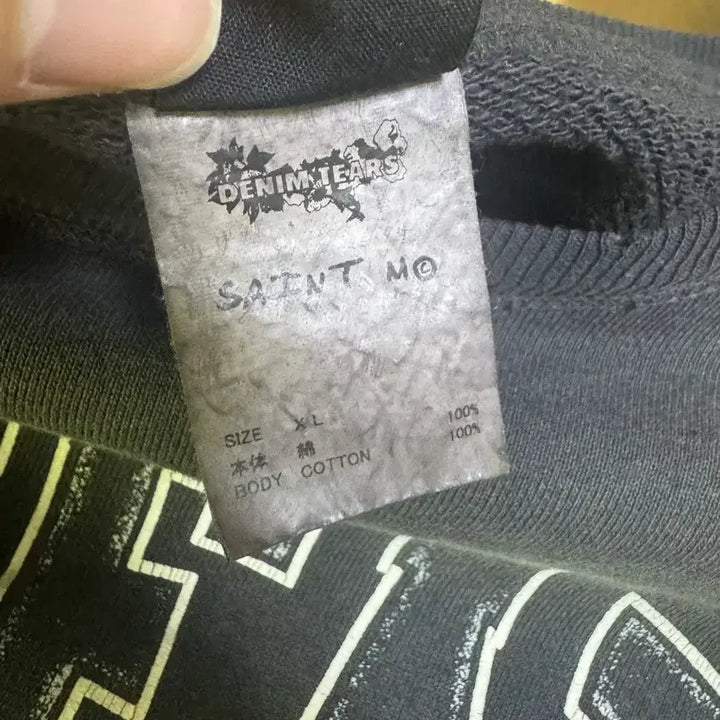 DENIM TEARS
SAINT M©
SIZE XL 100%
本体 綿 100%
BODY COTTON